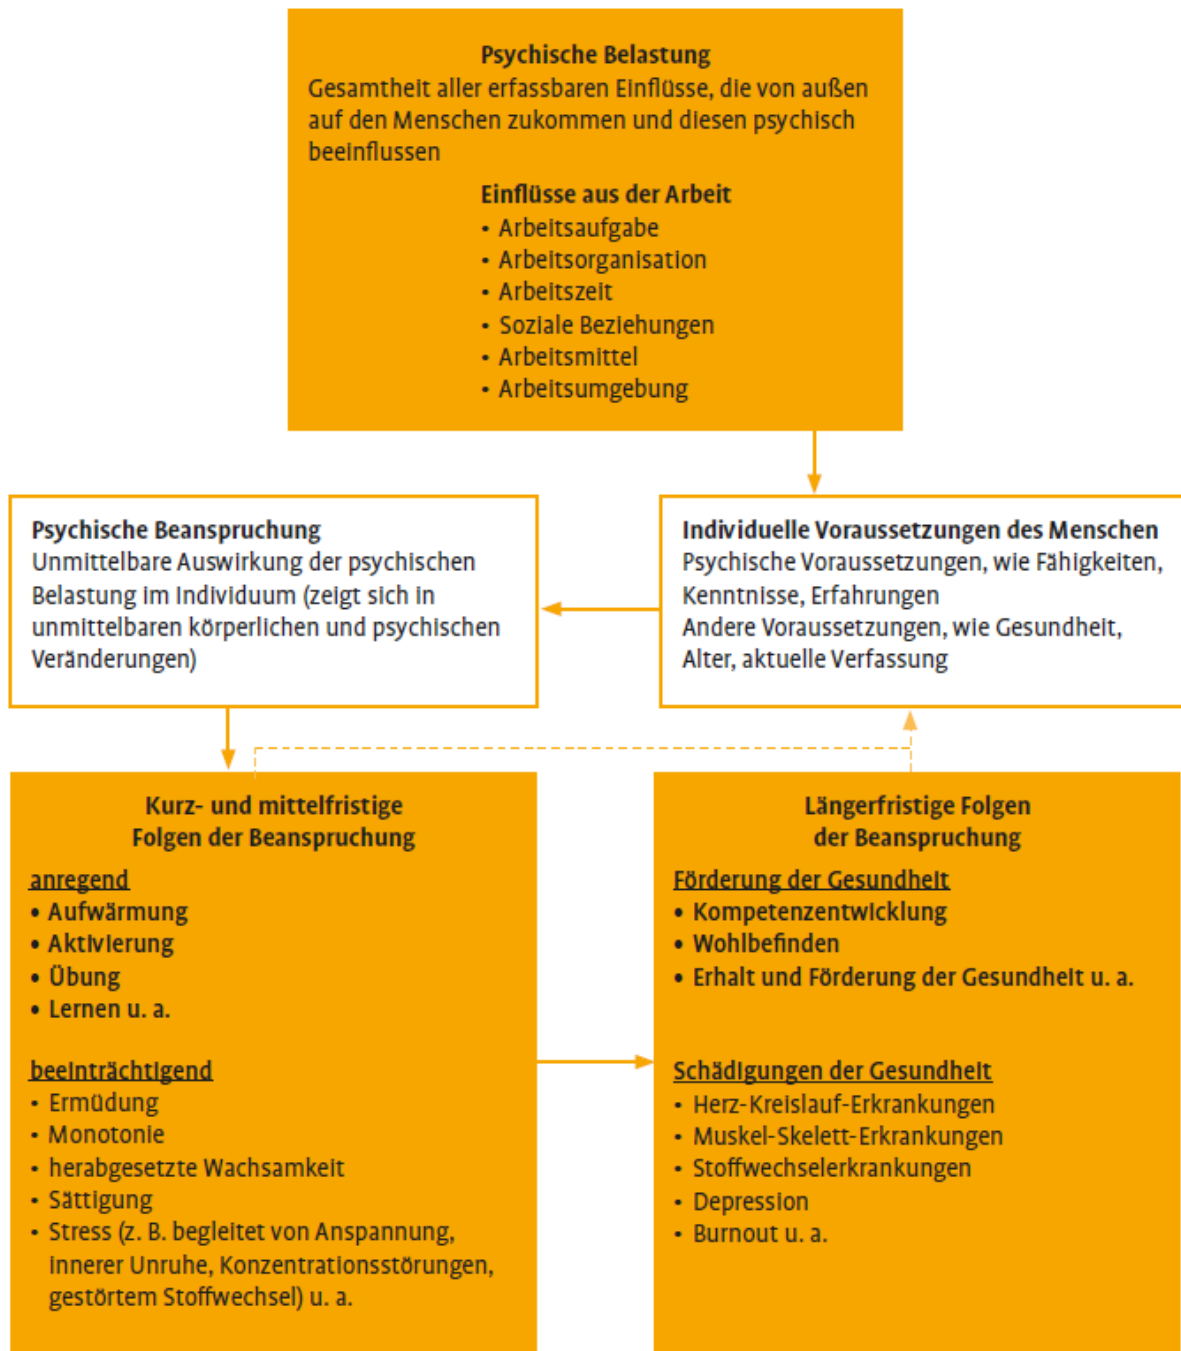 Psychische Belastung
Gesamtheit aller erfassbaren Einflüsse, die von außen
auf den Menschen zukommen und diesen psychisch
beeinflussen
Einflüsse aus der Arbeit
• Arbeitsaufgabe
• Arbeitsorganisation
• Arbeitszeit
• Soziale Beziehungen
• Arbeitsmittel
• Arbeitsumgebung
Psychische Beanspruchung
Unmittelbare Auswirkung der psychischen
Belastung im Individuum (zeigt sich in
unmittelbaren körperlichen und psychischen
Veränderungen)
Individuelle Voraussetzungen des Menschen
Psychische Voraussetzungen, wie Fähigkeiten,
Kenntnisse, Erfahrungen
Andere Voraussetzungen, wie Gesundheit,
Alter, aktuelle Verfassung
Kurz- und mittelfristige
Folgen der Beanspruchung
anregend
• Aufwärmung
• Aktivierung
• Übung
• Lernen u. a.
beeinträchtigend
• Ermüdung
• Monotonie
• herabgesetzte Wachsamkeit
• Sättigung
• Stress (z. B. begleitet von Anspannung,
innerer Unruhe, Konzentrationsstörungen,
gestörtem Stoffwechsel) u. a.
Längerfristige Folgen
der Beanspruchung
Förderung der Gesundheit
• Kompetenzentwicklung
• Wohlbefinden
• Erhalt und Förderung der Gesundheit u. a.
Schädigungen der Gesundheit
• Herz-Kreislauf-Erkrankungen
• Muskel-Skelett-Erkrankungen
• Stoffwechselerkrankungen
• Depression
• Burnout u. a.